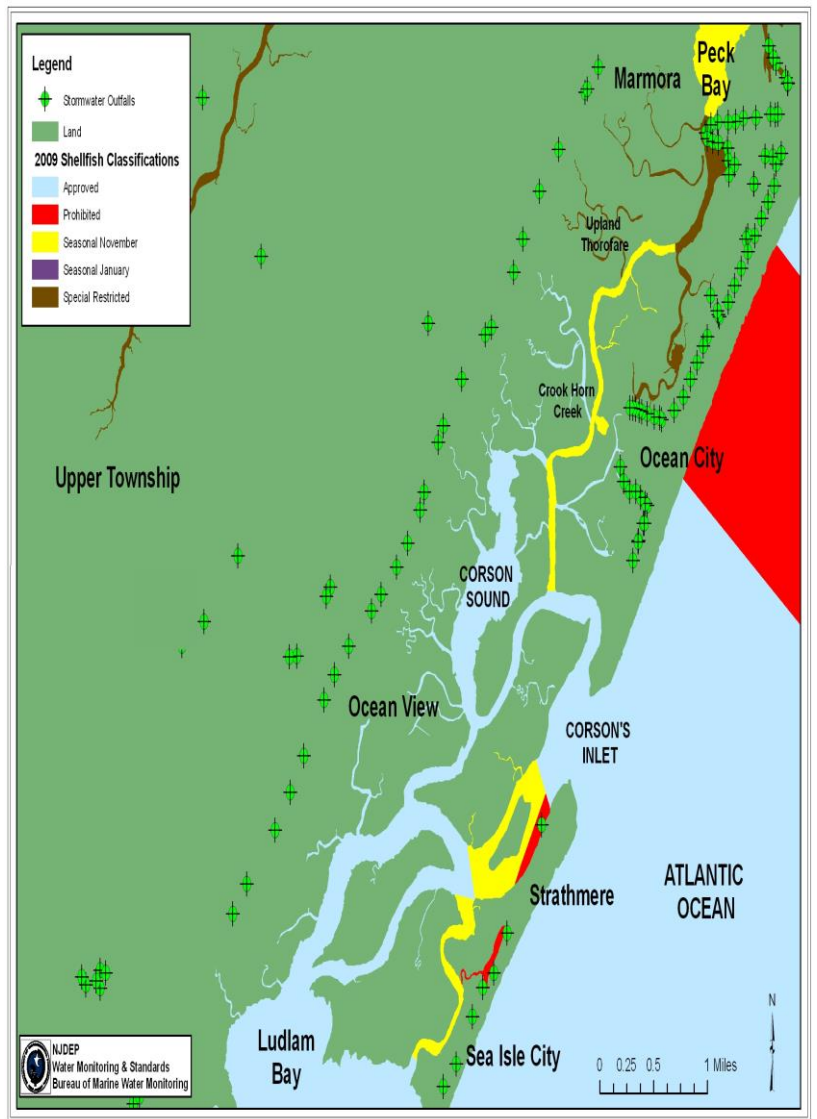 Legend
Stormwater Outfalls
Land
2009 Shellfish Classifications
Approved
Prohibited
Seasonal November
Seasonal January
Special Restricted
Peck
Bay
Marmora
Upland
Thorofare
Crook Horn
Creek
Ocean City
Upper Township
CORSON
SOUND
Ocean View
CORSON'S
INLET
Strathmere
ATLANTIC
OCEAN
Ludlam
Bay
Sea Isle City
N
0 0.25 0.5 1 Miles
NJDEP
Water Monitoring & Standards
Bureau of Marine Water Monitoring